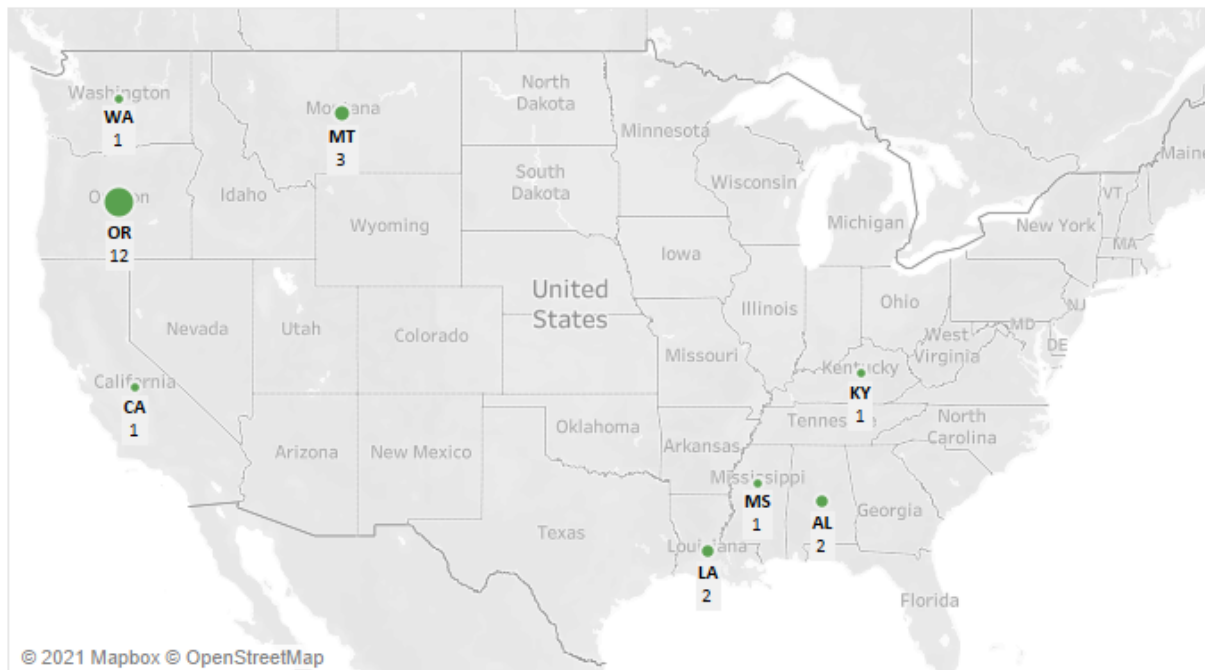 Washington
WA
1
Montana
MT
3
North
Dakota
Minnesota
Maine
Oregon
OR
12
Idaho
South
Dakota
Wisconsin
Michigan
VT
New York
MA
Wyoming
Iowa
United
States
Nevada
Utah
Colorado
Illinois
Ohio
NJ
MD
DE
West
Virginia
Missouri
California
CA
1
Kentucky
KY
1
Arizona
New Mexico
Oklahoma
Arkansas
Tennessee
North
Carolina
Mississippi
MS
1
AL
2
Georgia
Texas
Louisiana
LA
2
Florida
© 2021 Mapbox © OpenStreetMap